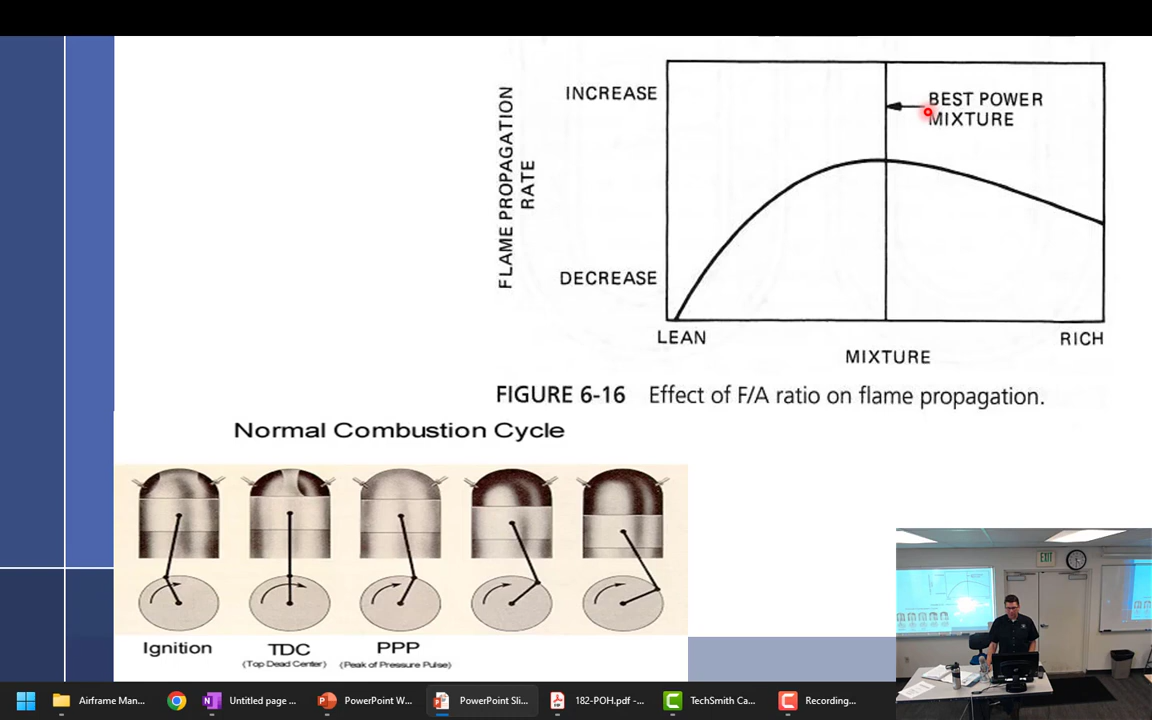 INCREASE
BEST POWER
MIXTURE
FLAME PROPAGATION
RATE
DECREASE
LEAN
RICH
MIXTURE
FIGURE 6-16 Effect of F/A ratio on flame propagation.
Normal Combustion Cycle
Ignition
TDC
(Top Dead Center)
PPP
(Peak of Pressure Pulse)
EXIT
Airframe Man...
Untitled page ...
PowerPoint W...
PowerPoint Sli...
182-POH.pdf -...
TechSmith Ca...
Recording...